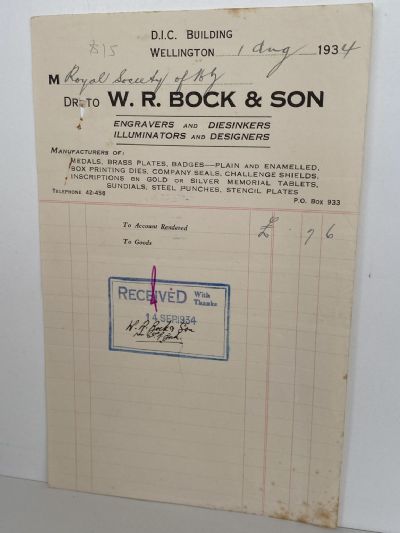 D.I.C. BUILDING
WELLINGTON 1 Aug 1934
M Royal Society of NZ
DR. TO W. R. BOCK & SON
ENGRAVERS AND DIESINKERS
ILLUMINATORS AND DESIGNERS
MANUFACTURERS OF:
MEDALS, BRASS PLATES, BADGES—PLAIN AND ENAMELLED,
BOX PRINTING DIES, COMPANY SEALS, CHALLENGE SHIELDS,
INSCRIPTIONS ON GOLD OR SILVER MEMORIAL TABLETS,
SUNDIALS, STEEL PUNCHES, STENCIL PLATES
TELEPHONE 42-456 P.O. BOX 933
To Account Rendered £ . 7 6
To Goods
RECEIVED With Thanks
14 SEP 1934
W. R. Bock & Son